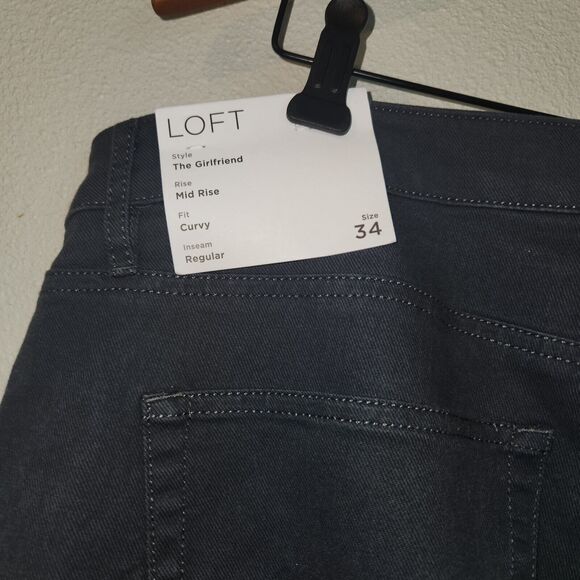 LOFT
Style
The Girlfriend
Rise
Mid Rise
Fit
Curvy
Inseam
Regular
Size
34